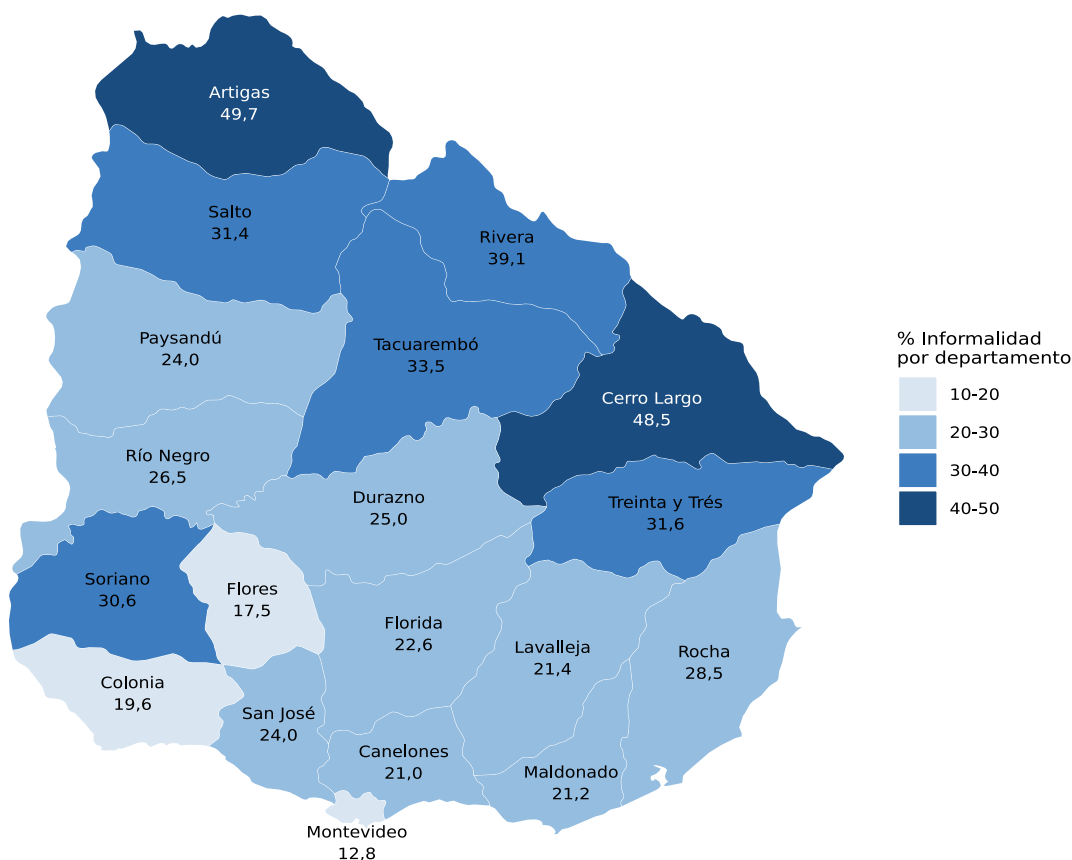 Artigas
49,7
Salto
31,4
Rivera
39,1
Paysandú
24,0
Tacuarembó
33,5
Cerro Largo
48,5
Río Negro
26,5
Durazno
25,0
Treinta y Trés
31,6
Soriano
30,6
Flores
17,5
Florida
22,6
Lavalleja
21,4
Rocha
28,5
Colonia
19,6
San José
24,0
Canelones
21,0
Maldonado
21,2
Montevideo
12,8
% Informalidad
por departamento
10-20
20-30
30-40
40-50